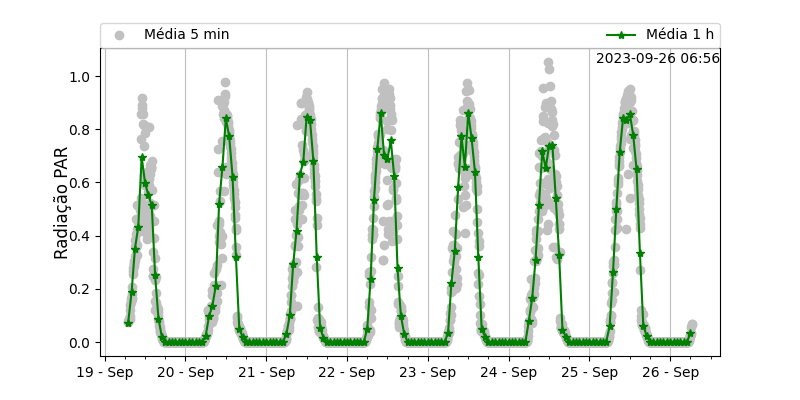 Média 5 min
Média 1 h
2023-09-26 06:56
Radiação PAR
1.0
0.8
0.6
0.4
0.2
0.0
19 - Sep
20 - Sep
21 - Sep
22 - Sep
23 - Sep
24 - Sep
25 - Sep
26 - Sep